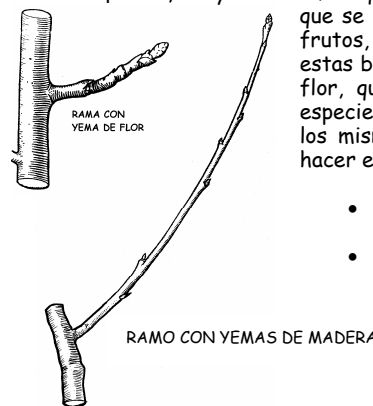 que se
frutos,
estas b
flor, qu
especie
los mism
hacer e
•
•
RAMA CON
YEMA DE FLOR
RAMO CON YEMAS DE MADERA